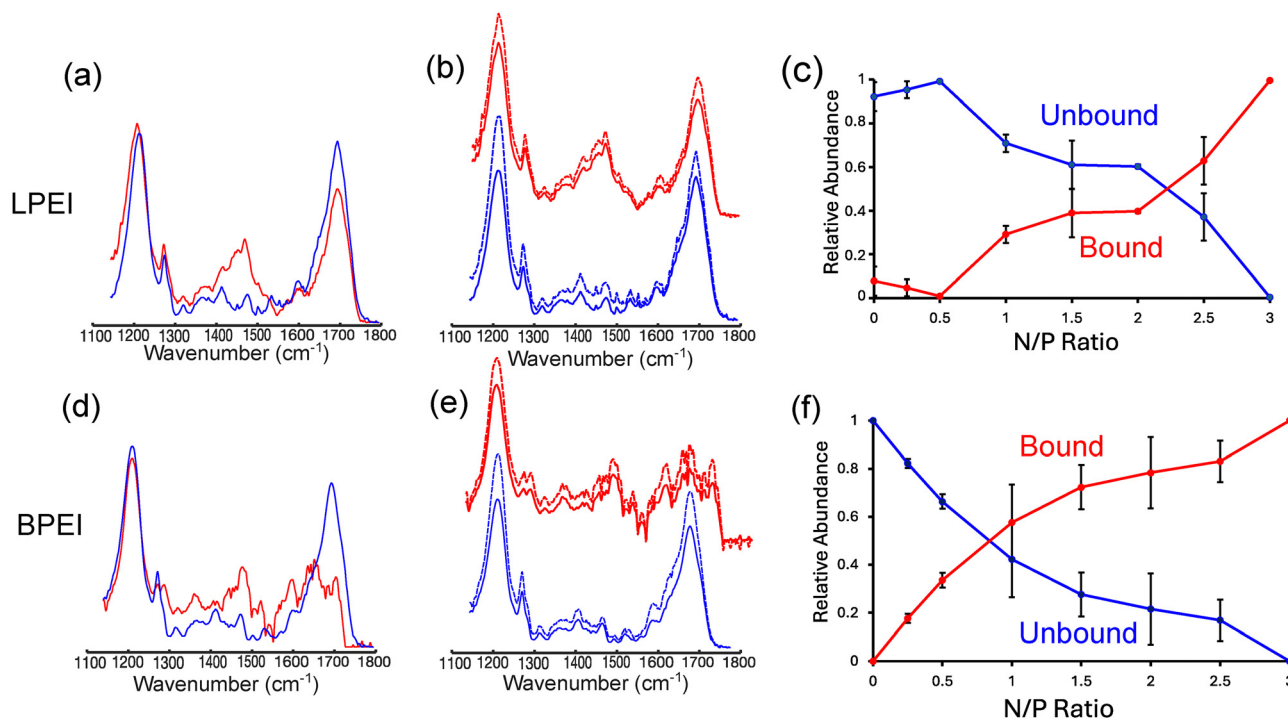 (a)
(b)
(c)
LPEI
1100 1200 1300 1400 1500 1600 1700 1800
Wavenumber (cm⁻¹)
1100 1200 1300 1400 1500 1600 1700 1800
Wavenumber (cm⁻¹)
Relative Abundance
1
0.8
0.6
0.4
0.2
0
Unbound
Bound
0 0.5 1 1.5 2 2.5 3
N/P Ratio
(d)
(e)
(f)
BPEI
1100 1200 1300 1400 1500 1600 1700 1800
Wavenumber (cm⁻¹)
1100 1200 1300 1400 1500 1600 1700 1800
Wavenumber (cm⁻¹)
Relative Abundance
1
0.8
0.6
0.4
0.2
0
Bound
Unbound
0 0.5 1 1.5 2 2.5 3
N/P Ratio